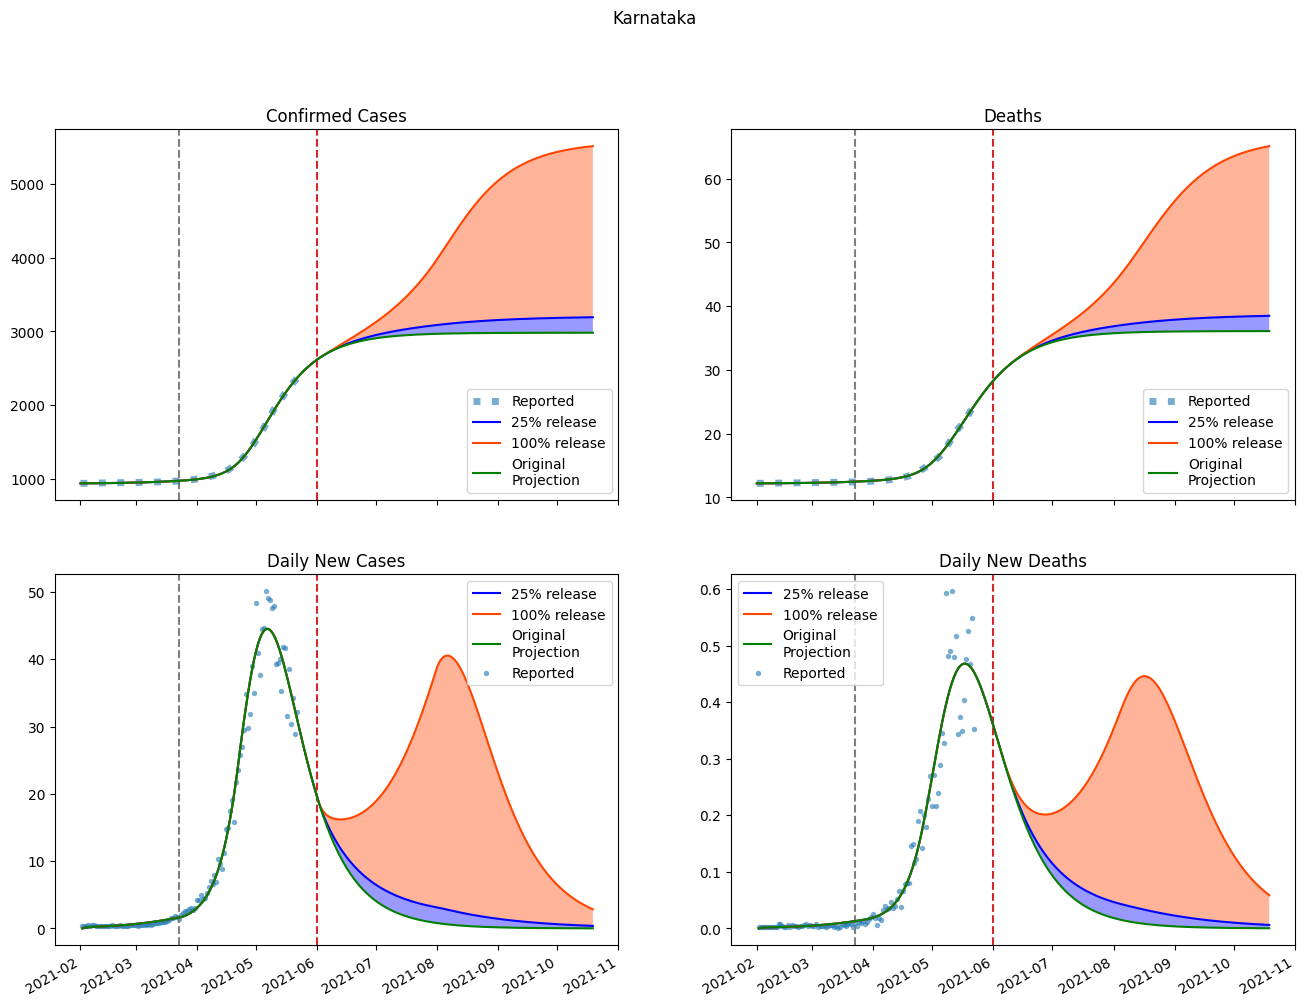 Karnataka
Confirmed Cases
5000
4000
3000
2000
1000
Reported
25% release
100% release
Original
Projection
Deaths
60
50
40
30
20
10
Reported
25% release
100% release
Original
Projection
Daily New Cases
50
40
30
20
10
0
25% release
100% release
Original
Projection
Reported
2021-02
2021-03
2021-04
2021-05
2021-06
2021-07
2021-08
2021-09
2021-10
2021-11
Daily New Deaths
0.6
0.5
0.4
0.3
0.2
0.1
0.0
25% release
100% release
Original
Projection
Reported
2021-02
2021-03
2021-04
2021-05
2021-06
2021-07
2021-08
2021-09
2021-10
2021-11